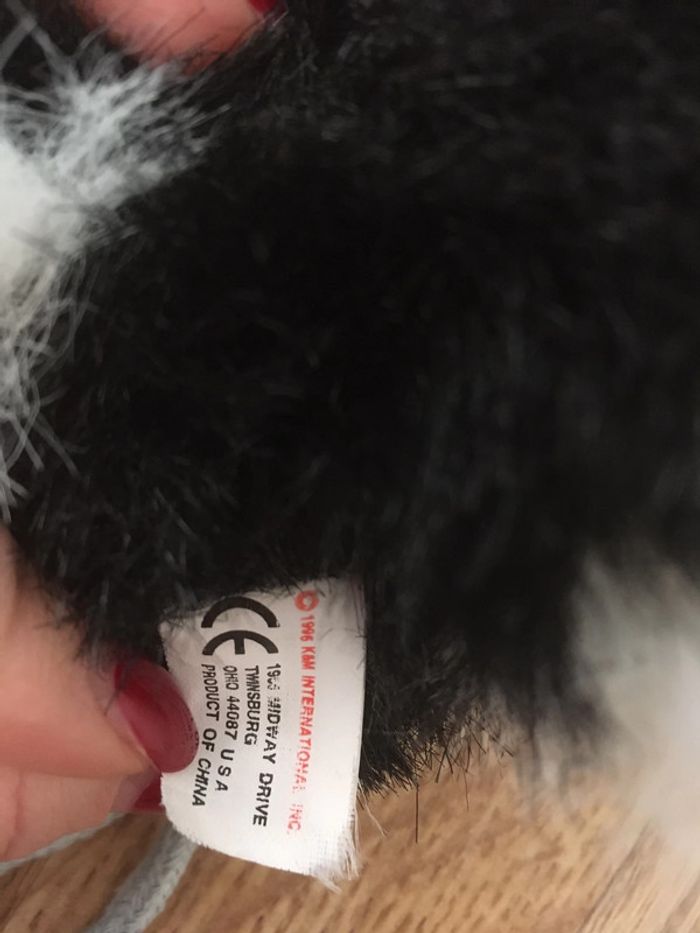 © 1996 K&M INTERNATIONAL INC.
MIDWAY DRIVE
TWINSBURG
OHIO 44087 U S A
PRODUCT OF CHINA
CE